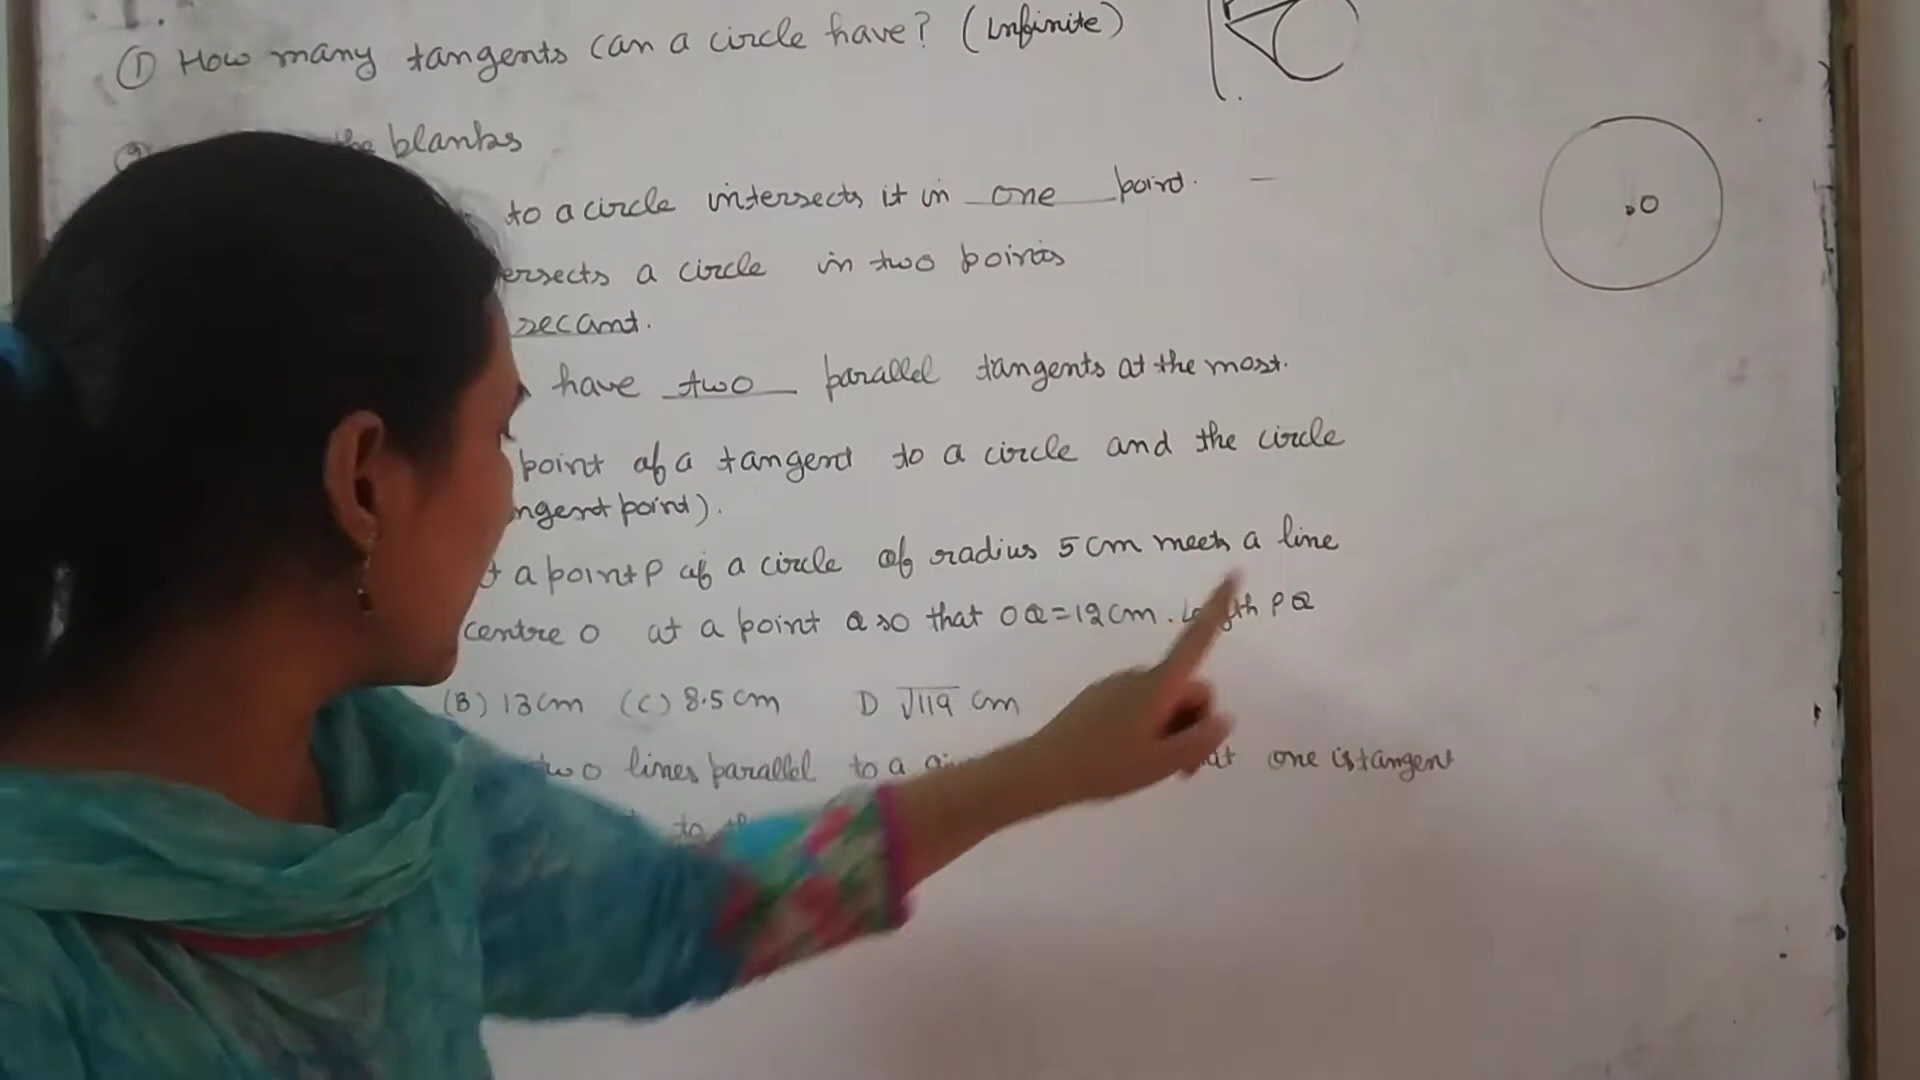 ① How many tangents can a circle have? (Infinite)
the blanks
to a circle intersects it in one point. —
ersects a circle in two points
secant.
have two parallel tangents at the most.
point of a tangent to a circle and the circle
ngent point).
t a point P of a circle of radius 5 cm meets a line
centre O at a point Q so that OQ=12cm. Length PQ
(B) 13cm (C) 8.5 cm D √119 cm
two lines parallel to a at one is tangent
to
.O